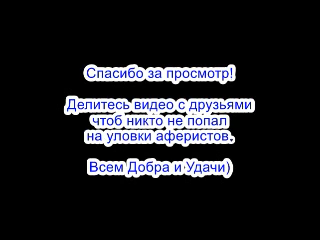 Спасибо за просмотр!
Делитесь видео с друзьями
чтоб никто не попал
на уловки аферистов.
Всем Добра и Удачи)